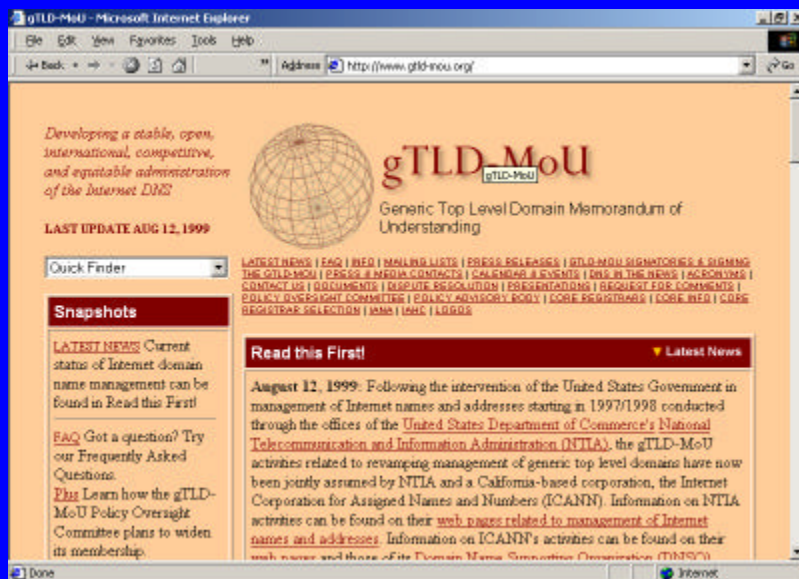 gTLD-MoU - Microsoft Internet Explorer
File Edit View Favorites Tools Help
Back » Address http://www.gtld-mou.org/ Go
Developing a stable, open,
international, competitive,
and equitable administration
of the Internet DNS
LAST UPDATE AUG 12, 1999
Quick Finder
Snapshots
LATEST NEWS Current
status of Internet domain
name management can be
found in Read this First!
FAQ Got a question? Try
our Frequently Asked
Questions.
Plus Learn how the gTLD-
MoU Policy Oversight
Committee plans to widen
its membership.
gTLD-MoU
gTLD-MoU
Generic Top Level Domain Memorandum of
Understanding
LATEST NEWS | FAQ | INFO | MAILING LISTS | PRESS RELEASES | GTLD-MOU SIGNATORIES & SIGNING
THE GTLD-MOU | PRESS & MEDIA CONTACTS | CALENDAR & EVENTS | DNS IN THE NEWS | ACRONYMS |
CONTACT US | DOCUMENTS | DISPUTE RESOLUTION | PRESENTATIONS | REQUEST FOR COMMENTS |
POLICY OVERSIGHT COMMITTEE | POLICY ADVISORY BODY | CORE REGISTRARS | CORE INFO | CORE
REGISTRAR SELECTION | IANA | IAHC | LOGOS
Read this First! Latest News
August 12, 1999: Following the intervention of the United States Government in
management of Internet names and addresses starting in 1997/1998 conducted
through the offices of the United States Department of Commerce's National
Telecommunication and Information Administration (NTIA), the gTLD-MoU
activities related to revamping management of generic top level domains have now
been jointly assumed by NTIA and a California-based corporation, the Internet
Corporation for Assigned Names and Numbers (ICANN). Information on NTIA
activities can be found on their web pages related to management of Internet
names and addresses. Information on ICANN's activities can be found on their
web pages and those of its Domain Name Supporting Organization (DNSO)
Done Internet